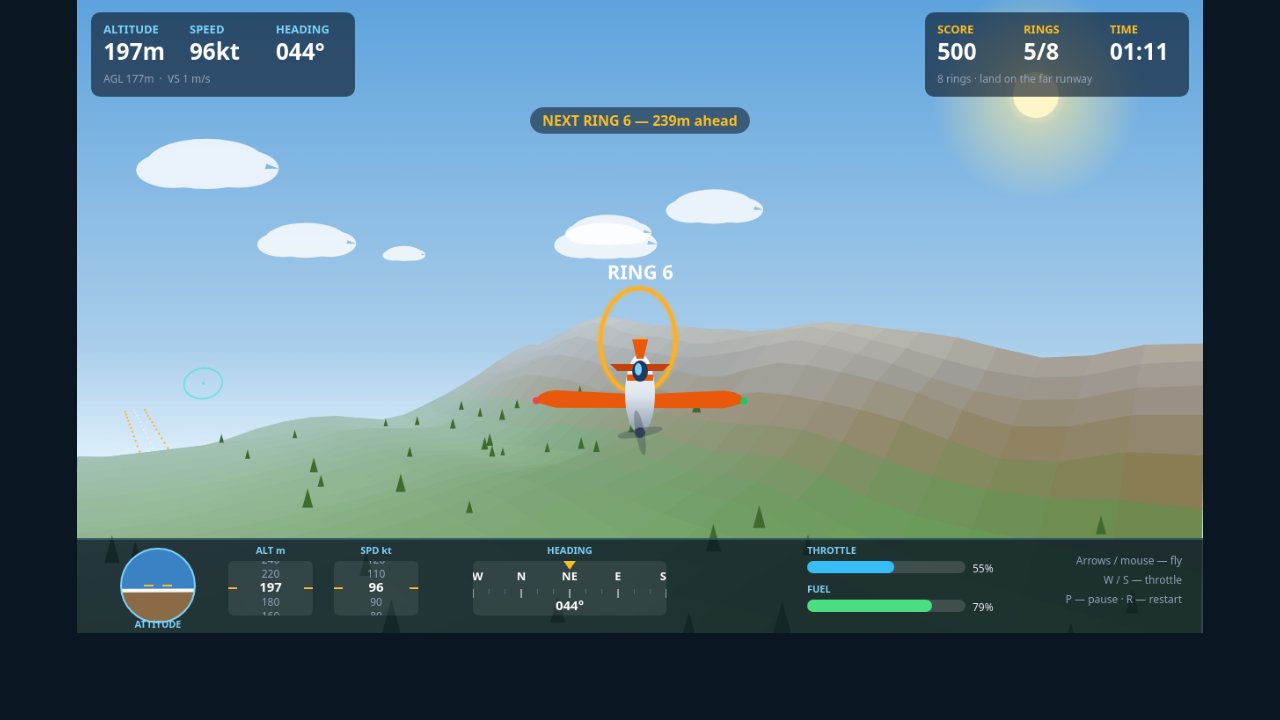 ALTITUDE SPEED HEADING
197m 96kt 044°
AGL 177m · VS 1 m/s
SCORE RINGS TIME
500 5/8 01:11
8 rings · land on the far runway
NEXT RING 6 — 239m ahead
RING 6
ALT m SPD kt HEADING
220 110
197 96
180 90
W N NE E S
044°
ATTITUDE
THROTTLE
55%
FUEL
79%
Arrows / mouse — fly
W / S — throttle
P — pause · R — restart